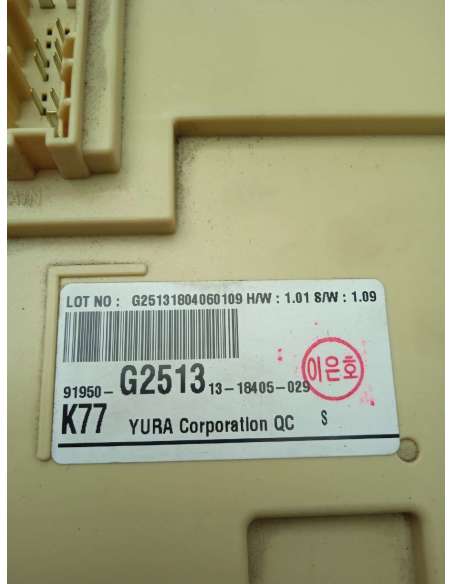 LOT NO : G25131804060109 H/W : 1.01 S/W : 1.09
91950- G2513 13-18405-029
이은호
K77 YURA Corporation QC S